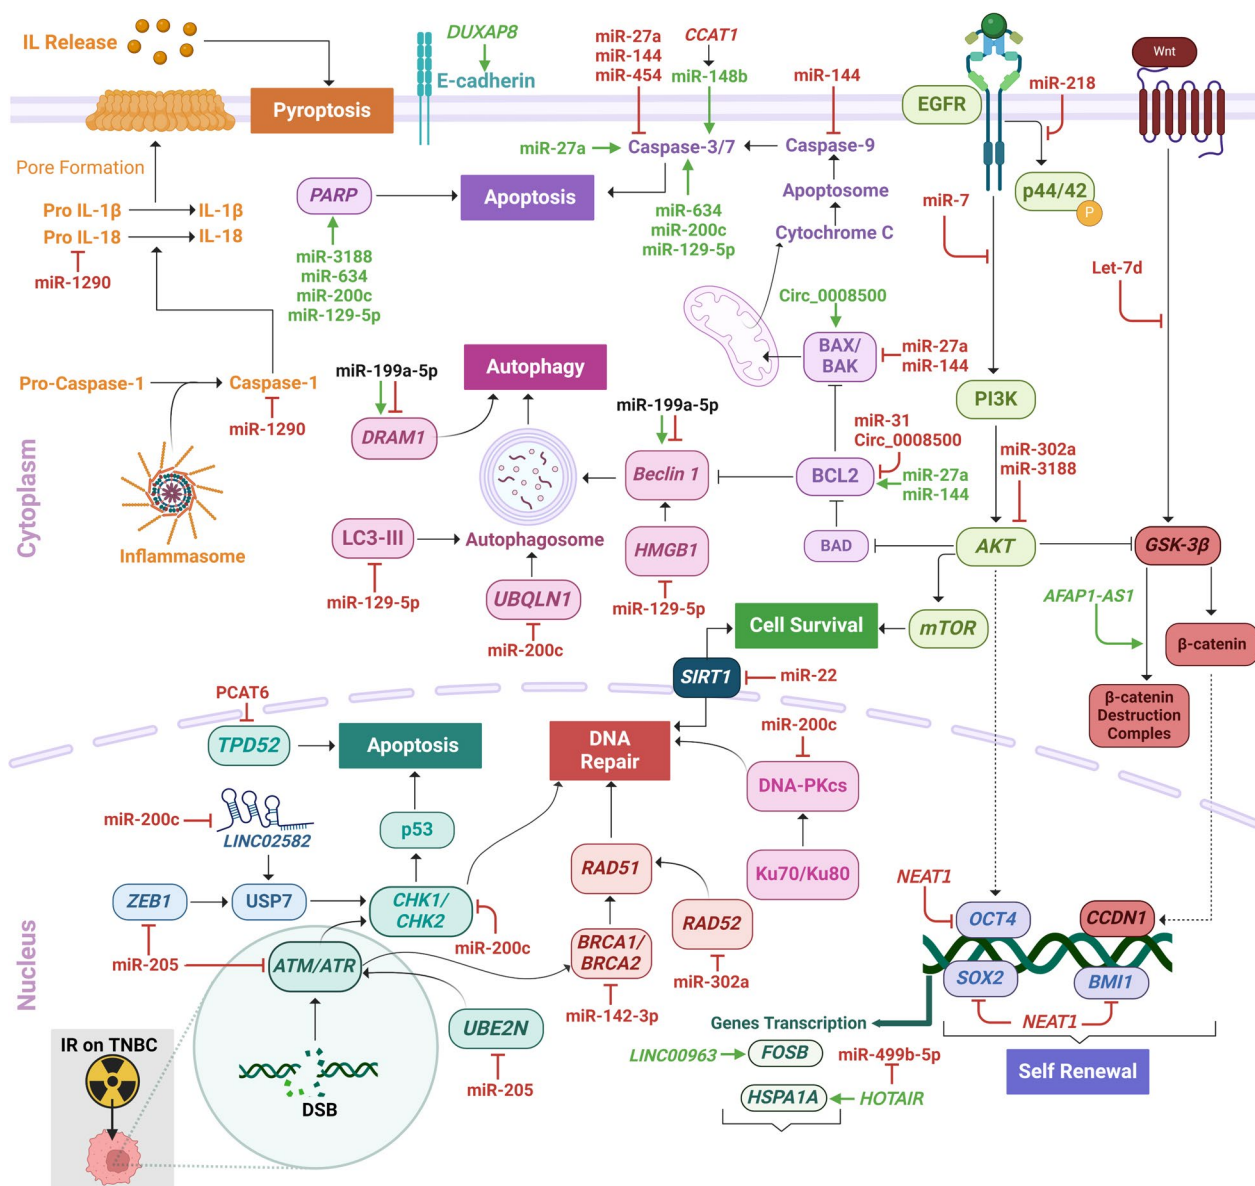 IL Release
Pyroptosis
Pore Formation
Pro IL-1β
IL-1β
Pro IL-18
IL-18
miR-1290
Pro-Caspase-1
Caspase-1
miR-1290
Inflammasome
DUXAP8
E-cadherin
miR-27a
miR-144
miR-454
CCAT1
miR-148b
miR-144
miR-27a
Caspase-3/7
Caspase-9
Apoptosome
Cytochrome C
PARP
Apoptosis
miR-3188
miR-634
miR-200c
miR-129-5p
miR-634
miR-200c
miR-129-5p
EGFR
miR-218
p44/42
P
Wnt
miR-7
Let-7d
Circ_0008500
BAX/
BAK
miR-27a
miR-144
PI3K
miR-31
Circ_0008500
miR-27a
miR-144
BCL2
BAD
miR-302a
miR-3188
AKT
GSK-3β
mTOR
AFAP1-AS1
β-catenin
β-catenin
Destruction
Comples
miR-199a-5p
DRAM1
Autophagy
miR-199a-5p
Beclin 1
LC3-III
miR-129-5p
Autophagosome
UBQLN1
miR-200c
HMGB1
miR-129-5p
Cell Survival
SIRT1
miR-22
Cytoplasm
Nucleus
PCAT6
TPD52
Apoptosis
DNA
Repair
miR-200c
DNA-PKcs
Ku70/Ku80
miR-200c
LINC02582
p53
ZEB1
USP7
CHK1/
CHK2
miR-200c
miR-205
ATM/ATR
RAD51
RAD52
BRCA1/
BRCA2
miR-302a
miR-142-3p
UBE2N
miR-205
DSB
IR on TNBC
NEAT1
OCT4
CCDN1
SOX2
BMI1
NEAT1
Genes Transcription
LINC00963
FOSB
miR-499b-5p
HSPA1A
HOTAIR
Self Renewal